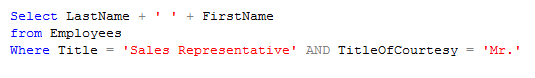 Select LastName + ' ' + FirstName
from Employees
Where Title = 'Sales Representative' AND TitleOfCourtesy = 'Mr.'